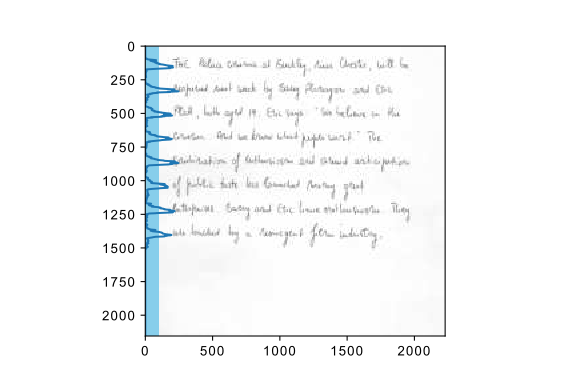 0
THE Palace cinema at Buckley, near Chester, will be
250
reopened next week by Barry and Eric
500
Platt, both aged 19. Eric says: "We believe in the
cinema. And we know what people want." The
750
combination of enthusiasm and anticipation
1000
of public taste has launched many great
1250
enterprises. Barry and Eric have enthusiasm. They
are backed by a resurgent film industry.
1500
1750
2000
0 500 1000 1500 2000